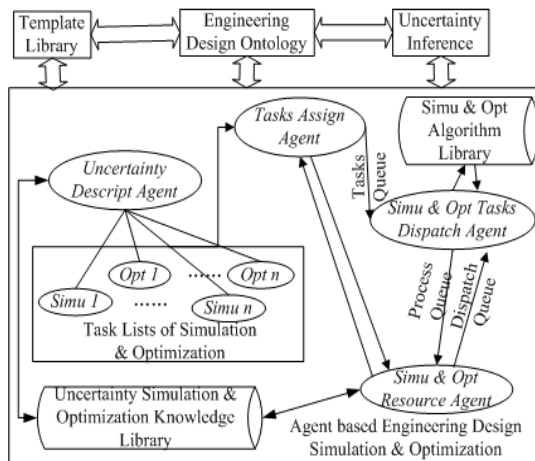 Template
Library
Engineering
Design Ontology
Uncertainty
Inference
Tasks Assign
Agent
Simu & Opt
Algorithm
Library
Uncertainty
Descript Agent
Tasks
Queue
Simu & Opt Tasks
Dispatch Agent
Opt 1
......
Opt n
Simu 1
......
Simu n
Task Lists of Simulation
& Optimization
Process
Queue
Dispatch
Queue
Uncertainty Simulation &
Optimization Knowledge
Library
Simu & Opt
Resource Agent
Agent based Engineering Design
Simulation & Optimization